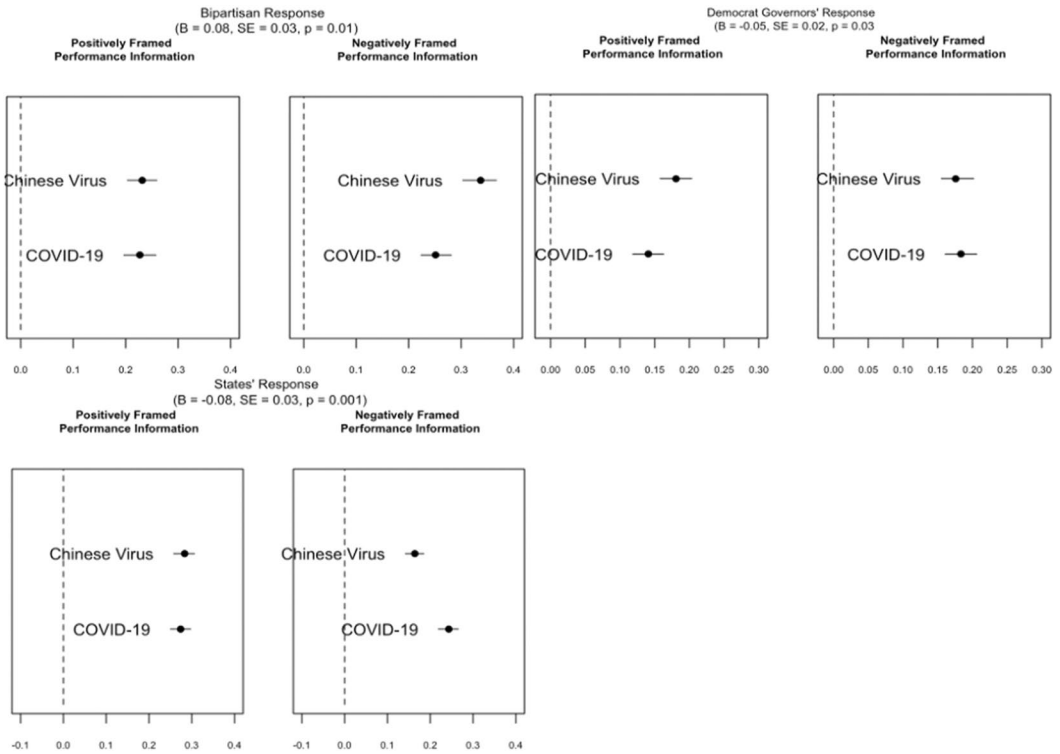 Bipartisan Response
(B = 0.08, SE = 0.03, p = 0.01)
Positively Framed
Performance Information
Negatively Framed
Performance Information
Chinese Virus
COVID-19
0.0 0.1 0.2 0.3 0.4
Chinese Virus
COVID-19
0.0 0.1 0.2 0.3 0.4
Democrat Governors' Response
(B = -0.05, SE = 0.02, p = 0.03
Positively Framed
Performance Information
Negatively Framed
Performance Information
Chinese Virus
COVID-19
0.00 0.05 0.10 0.15 0.20 0.25 0.30
Chinese Virus
COVID-19
0.00 0.05 0.10 0.15 0.20 0.25 0.30
States' Response
(B = -0.08, SE = 0.03, p = 0.001)
Positively Framed
Performance Information
Negatively Framed
Performance Information
Chinese Virus
COVID-19
-0.1 0.0 0.1 0.2 0.3 0.4
Chinese Virus
COVID-19
-0.1 0.0 0.1 0.2 0.3 0.4